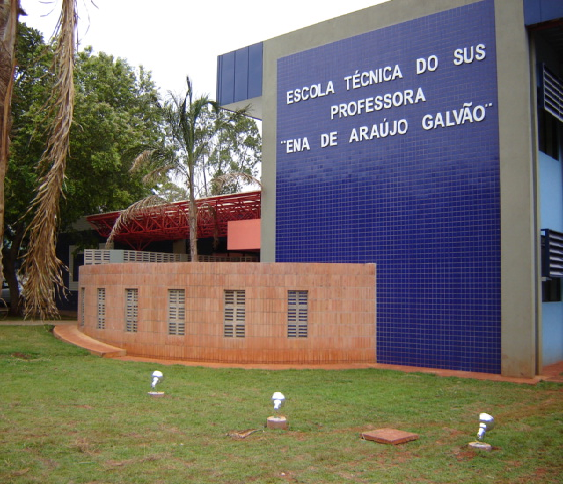 ESCOLA TÉCNICA DO SUS
PROFESSORA
¨ENA DE ARAÚJO GALVÃO¨